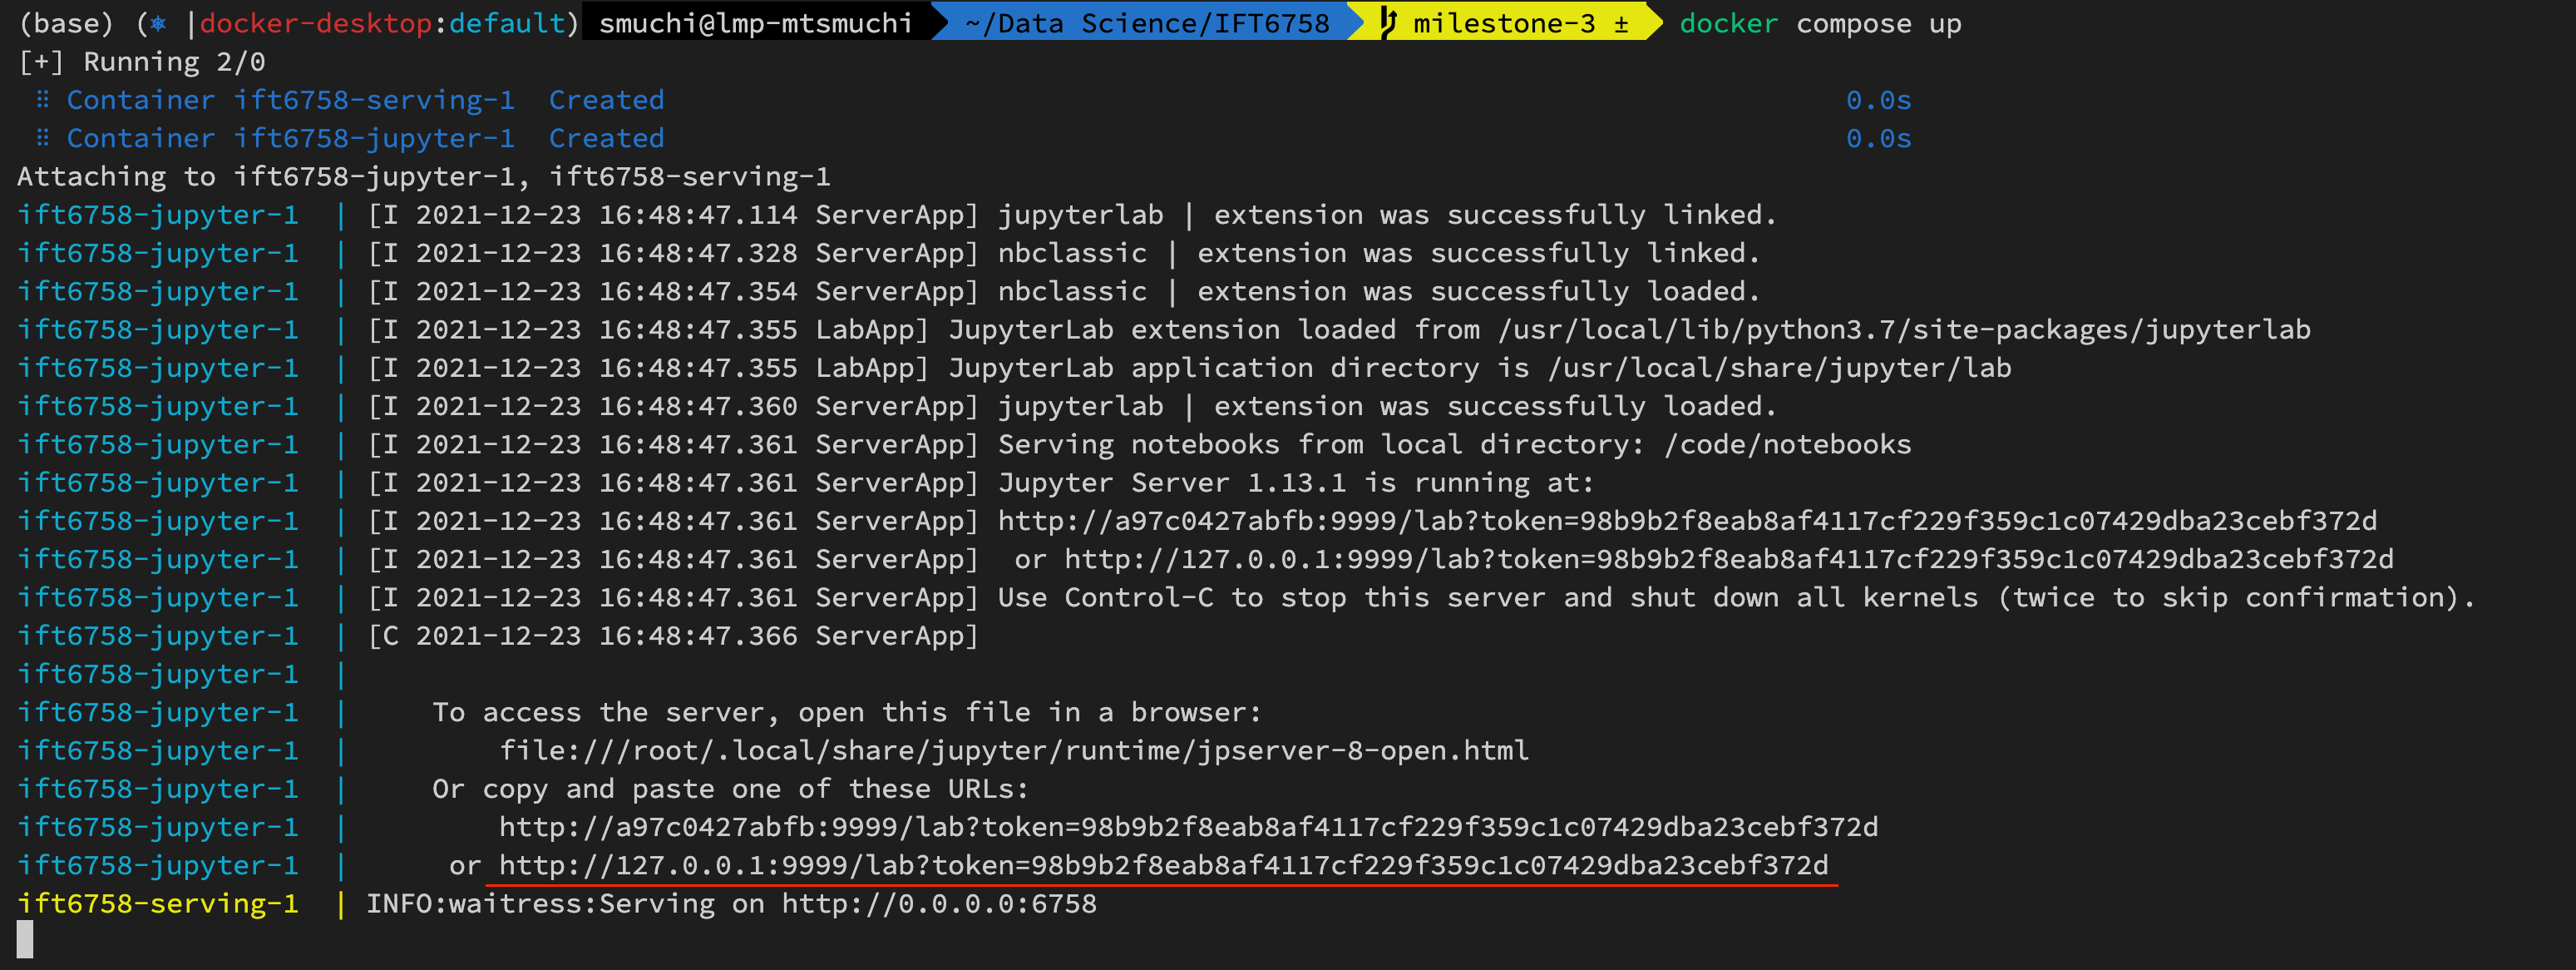 (base) (⎈ |docker-desktop:default) smuchi@lmp-mtsmuchi ~/Data Science/IFT6758 milestone-3 ± docker compose up
[+] Running 2/0
⠿ Container ift6758-serving-1 Created 0.0s
⠿ Container ift6758-jupyter-1 Created 0.0s
Attaching to ift6758-jupyter-1, ift6758-serving-1
ift6758-jupyter-1 | [I 2021-12-23 16:48:47.114 ServerApp] jupyterlab | extension was successfully linked.
ift6758-jupyter-1 | [I 2021-12-23 16:48:47.328 ServerApp] nbclassic | extension was successfully linked.
ift6758-jupyter-1 | [I 2021-12-23 16:48:47.354 ServerApp] nbclassic | extension was successfully loaded.
ift6758-jupyter-1 | [I 2021-12-23 16:48:47.355 LabApp] JupyterLab extension loaded from /usr/local/lib/python3.7/site-packages/jupyterlab
ift6758-jupyter-1 | [I 2021-12-23 16:48:47.355 LabApp] JupyterLab application directory is /usr/local/share/jupyter/lab
ift6758-jupyter-1 | [I 2021-12-23 16:48:47.360 ServerApp] jupyterlab | extension was successfully loaded.
ift6758-jupyter-1 | [I 2021-12-23 16:48:47.361 ServerApp] Serving notebooks from local directory: /code/notebooks
ift6758-jupyter-1 | [I 2021-12-23 16:48:47.361 ServerApp] Jupyter Server 1.13.1 is running at:
ift6758-jupyter-1 | [I 2021-12-23 16:48:47.361 ServerApp] http://a97c0427abfb:9999/lab?token=98b9b2f8eab8af4117cf229f359c1c07429dba23cebf372d
ift6758-jupyter-1 | [I 2021-12-23 16:48:47.361 ServerApp]  or http://127.0.0.1:9999/lab?token=98b9b2f8eab8af4117cf229f359c1c07429dba23cebf372d
ift6758-jupyter-1 | [I 2021-12-23 16:48:47.361 ServerApp] Use Control-C to stop this server and shut down all kernels (twice to skip confirmation).
ift6758-jupyter-1 | [C 2021-12-23 16:48:47.366 ServerApp]
ift6758-jupyter-1 |
ift6758-jupyter-1 |     To access the server, open this file in a browser:
ift6758-jupyter-1 |         file:///root/.local/share/jupyter/runtime/jpserver-8-open.html
ift6758-jupyter-1 |     Or copy and paste one of these URLs:
ift6758-jupyter-1 |         http://a97c0427abfb:9999/lab?token=98b9b2f8eab8af4117cf229f359c1c07429dba23cebf372d
ift6758-jupyter-1 |      or http://127.0.0.1:9999/lab?token=98b9b2f8eab8af4117cf229f359c1c07429dba23cebf372d
ift6758-serving-1 | INFO:waitress:Serving on http://0.0.0.0:6758